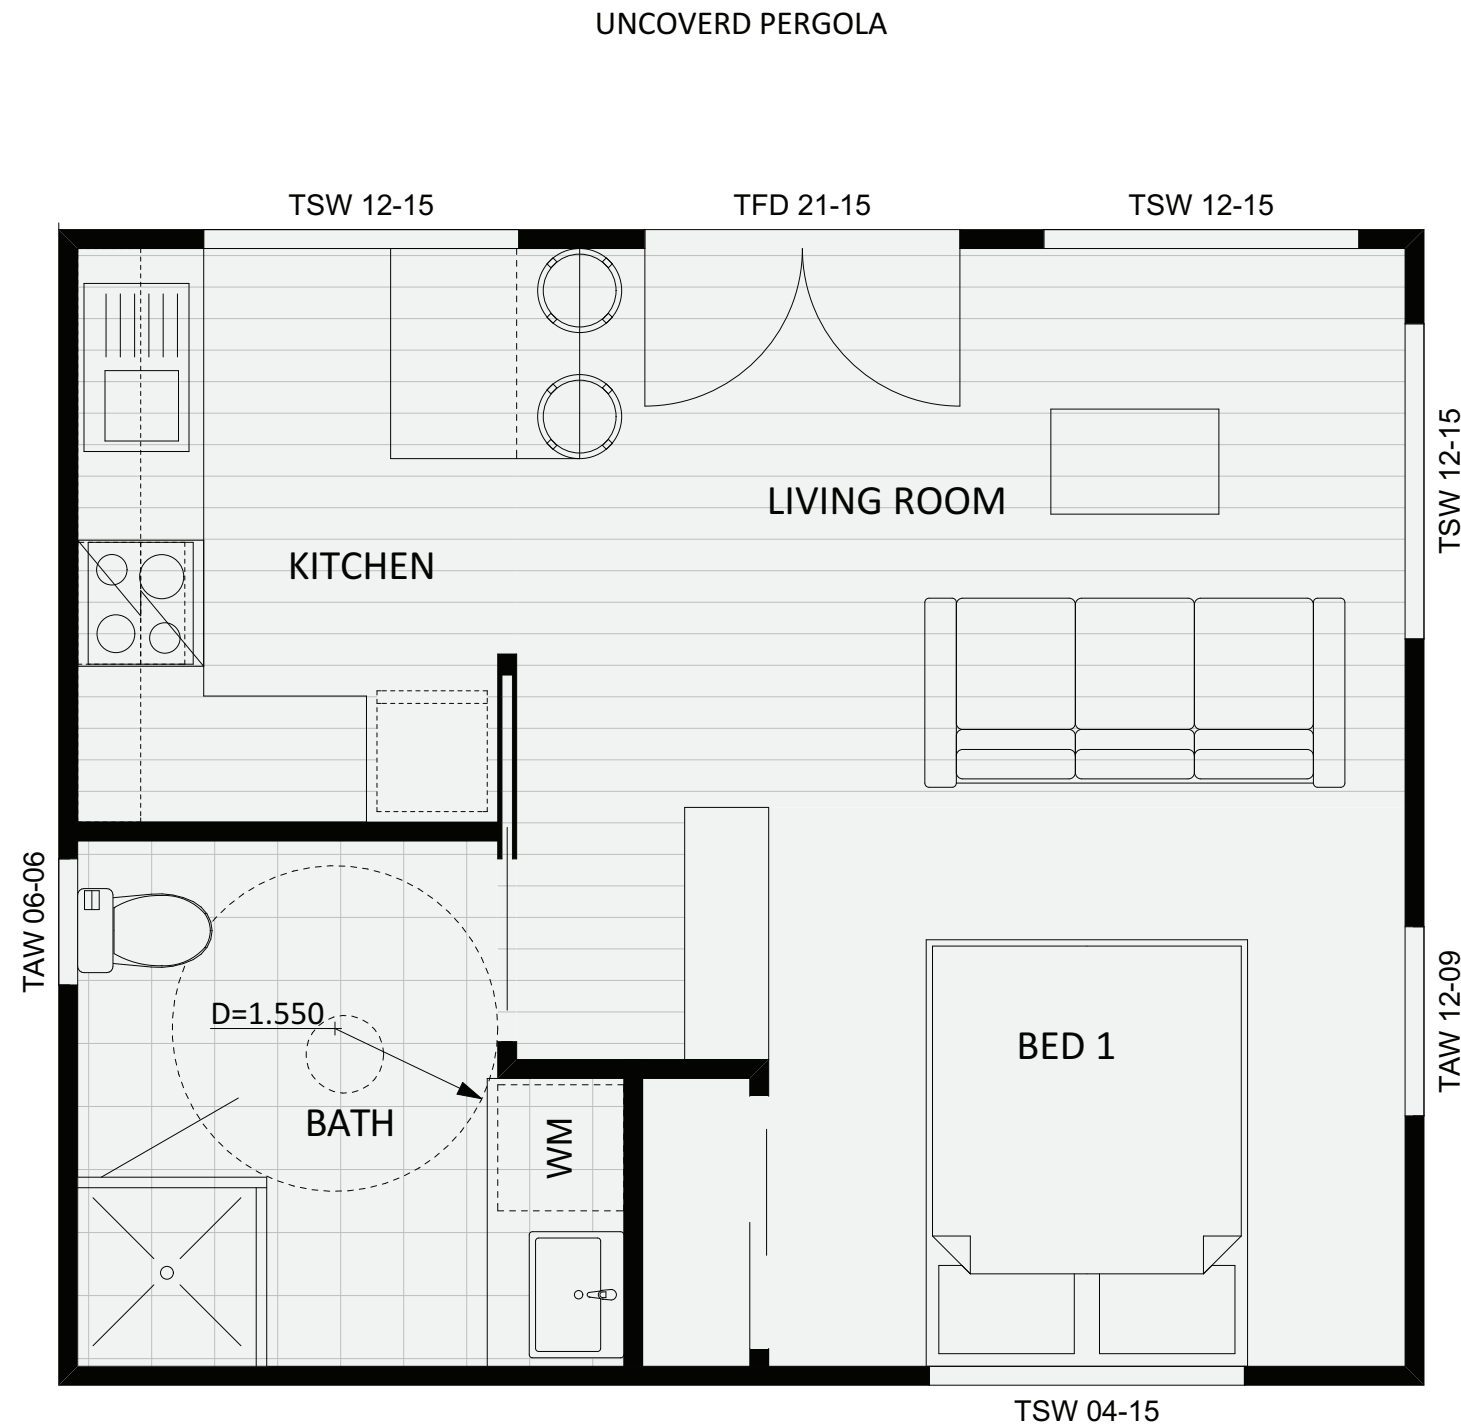 UNCOVERD PERGOLA
TSW 12-15
TFD 21-15
TSW 12-15
TSW 12-15
LIVING ROOM
KITCHEN
TAW 06-06
D=1.550
TAW 12-09
BED 1
BATH
WM
TSW 04-15